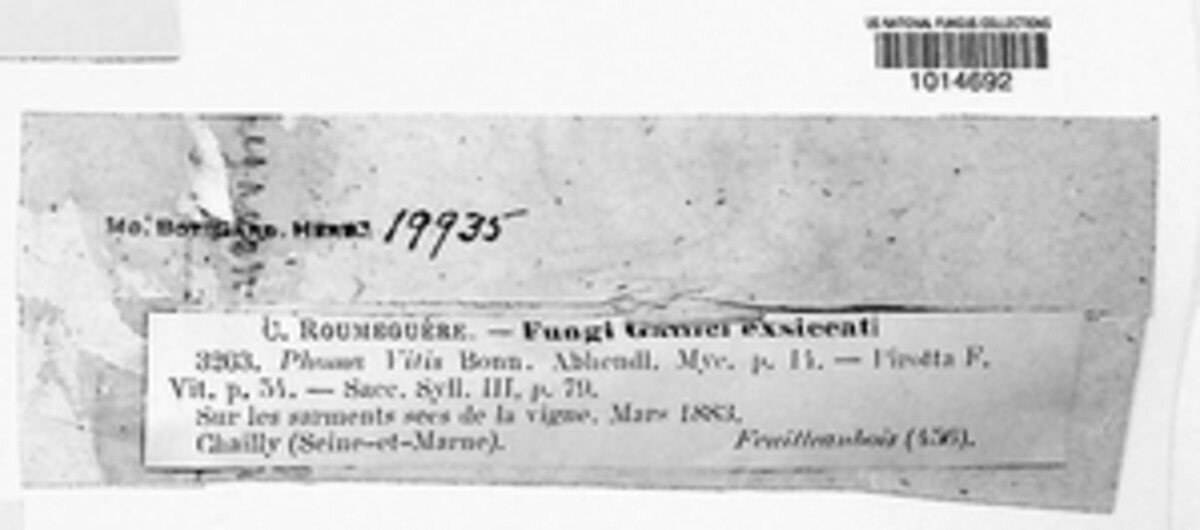 US NATIONAL FUNGUS COLLECTIONS
1014692
Mo. Bot. Gard. Herb. 19935
C. Roumeguère. — Fungi Gallici exsiccati
3203. Phoma Vitis Bonn. Abhendl. Myc. p. 14. — Pirotta F.
Vit. p. 54. — Sacc. Syll. III, p. 79.
Sur les sarments secs de la vigne. Mars 1883.
Chailly (Seine-et-Marne). Feuilleaubois (456).